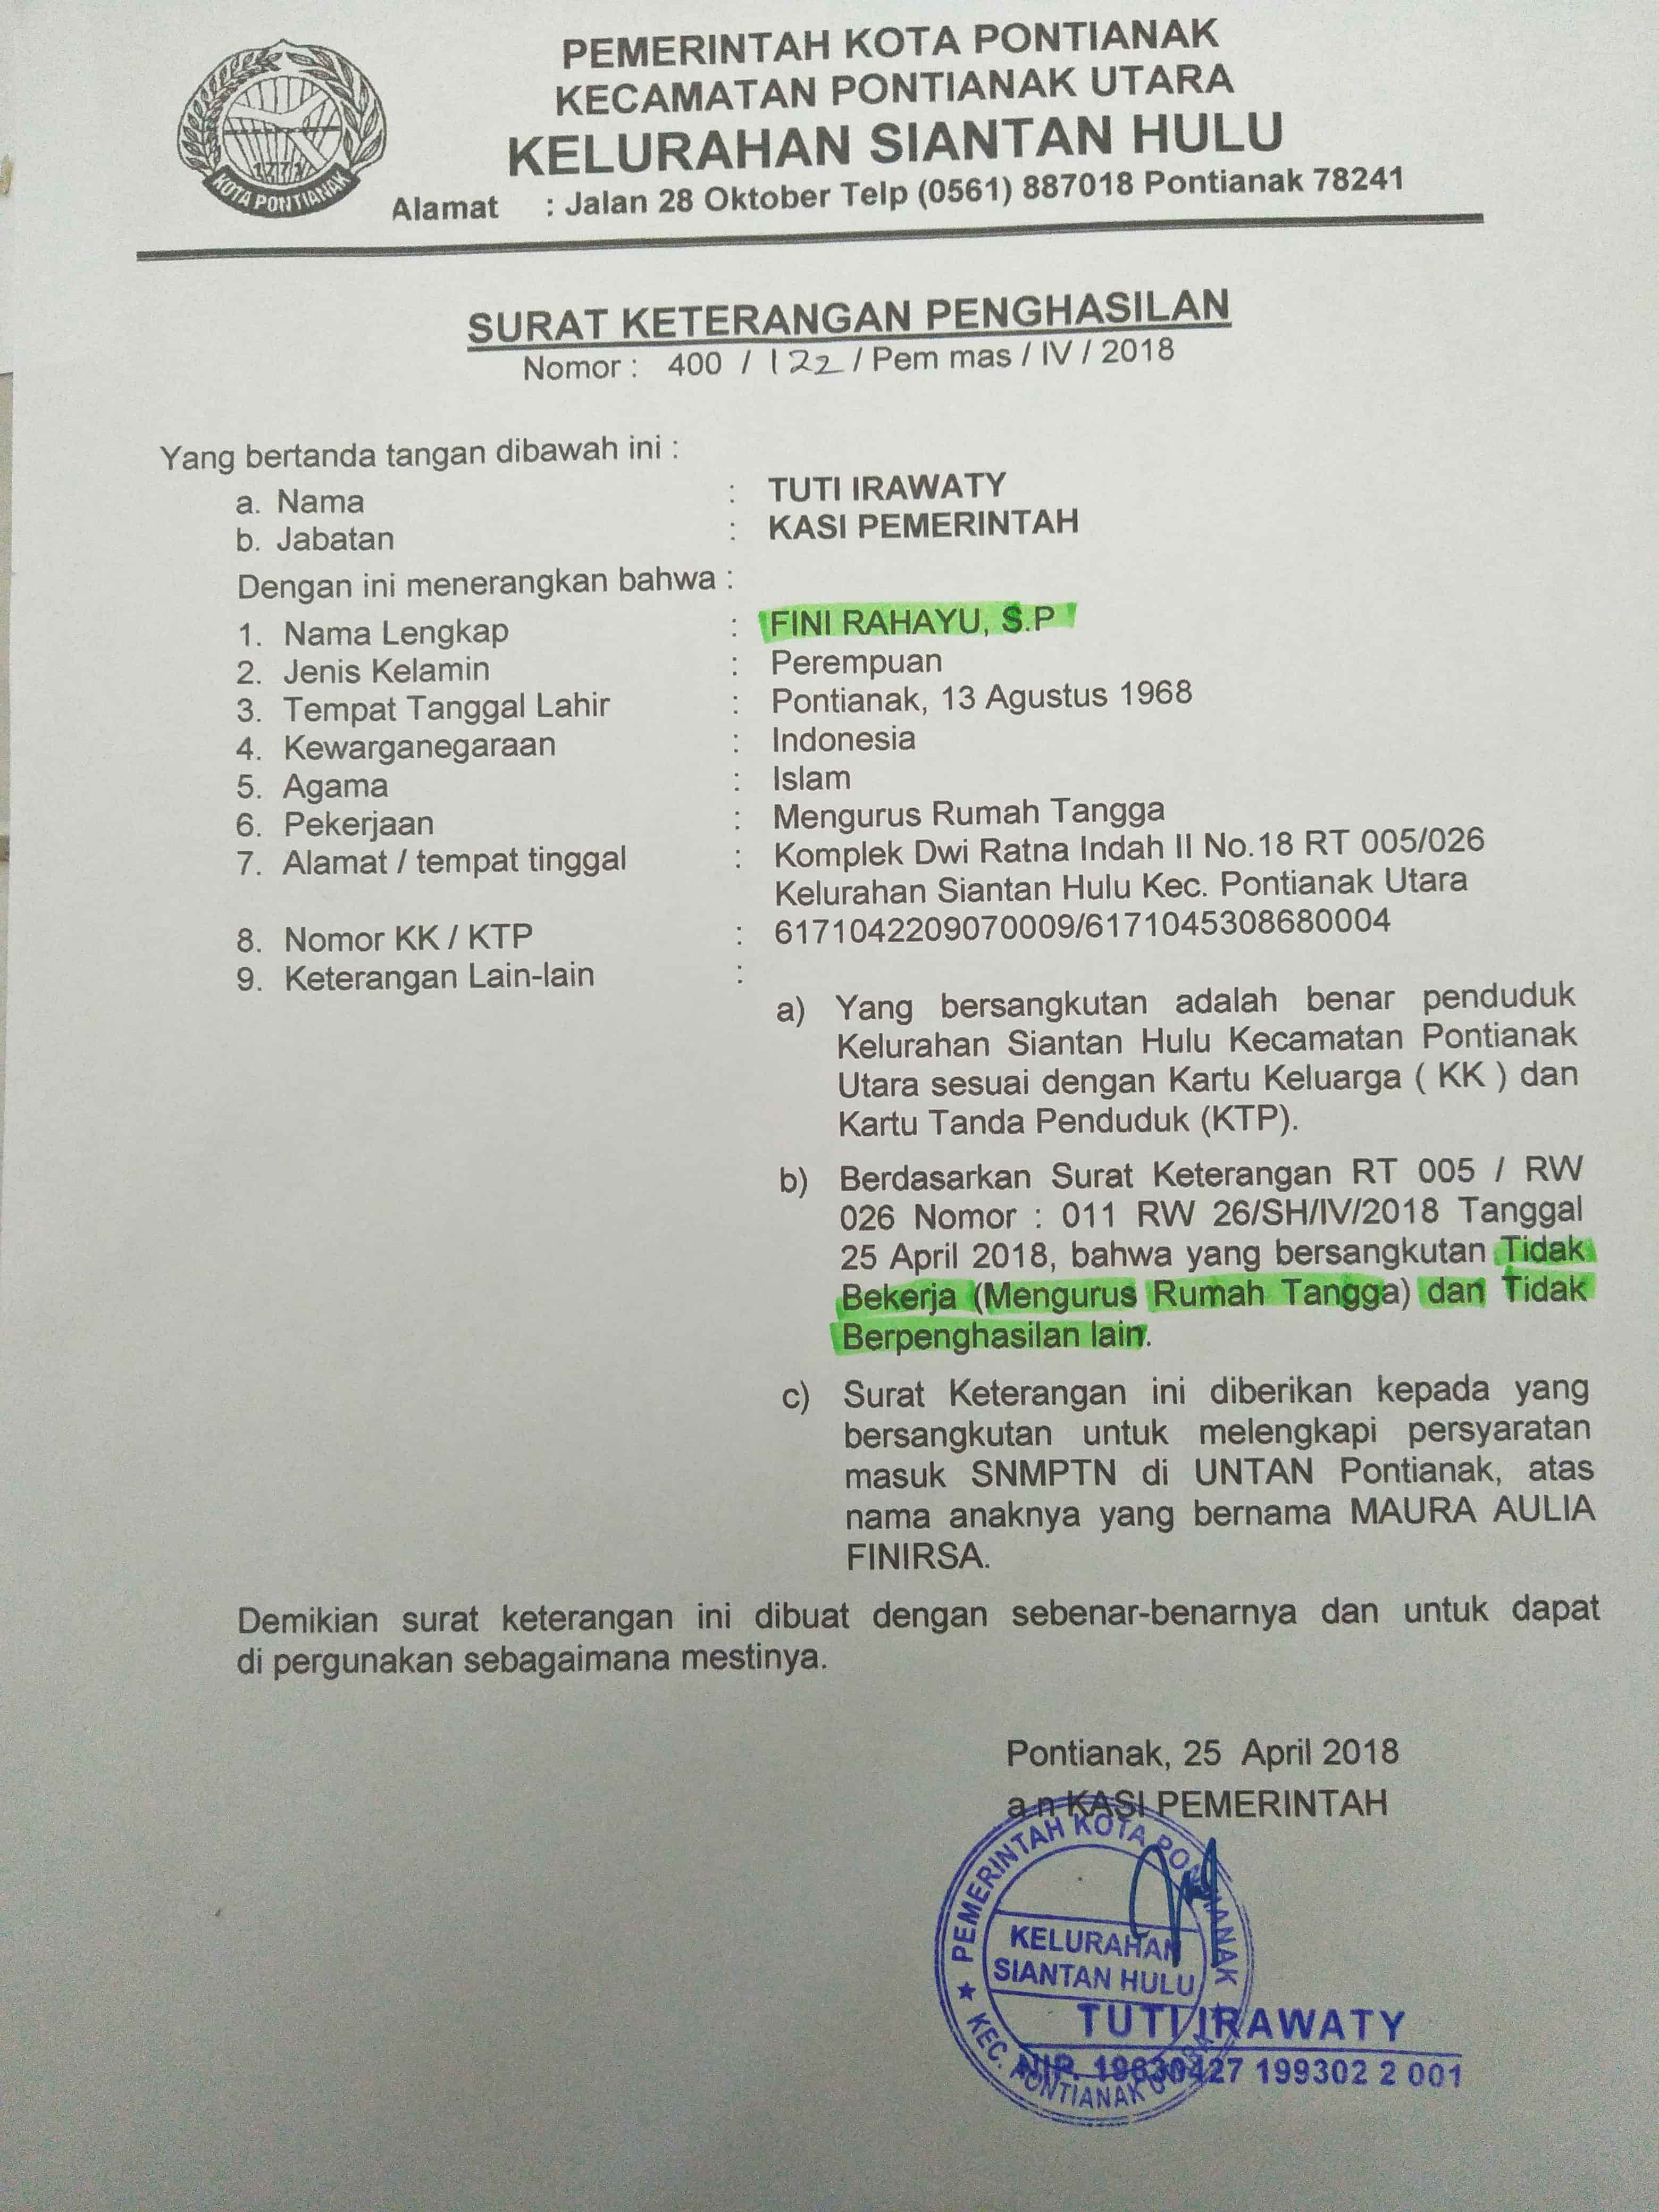 PEMERINTAH KOTA PONTIANAK
KECAMATAN PONTIANAK UTARA
KELURAHAN SIANTAN HULU
Alamat : Jalan 28 Oktober Telp (0561) 887018 Pontianak 78241
1771
KOTA PONTIANAK
SURAT KETERANGAN PENGHASILAN
Nomor : 400 / 122 / Pem mas / IV / 2018
Yang bertanda tangan dibawah ini :
a. Nama : TUTI IRAWATY
b. Jabatan : KASI PEMERINTAH
Dengan ini menerangkan bahwa :
1. Nama Lengkap : FINI RAHAYU, S.P
2. Jenis Kelamin : Perempuan
3. Tempat Tanggal Lahir : Pontianak, 13 Agustus 1968
4. Kewarganegaraan : Indonesia
5. Agama : Islam
6. Pekerjaan : Mengurus Rumah Tangga
7. Alamat / tempat tinggal : Komplek Dwi Ratna Indah II No.18 RT 005/026
Kelurahan Siantan Hulu Kec. Pontianak Utara
8. Nomor KK / KTP : 6171042209070009/6171045308680004
9. Keterangan Lain-lain :
a) Yang bersangkutan adalah benar penduduk
Kelurahan Siantan Hulu Kecamatan Pontianak
Utara sesuai dengan Kartu Keluarga ( KK ) dan
Kartu Tanda Penduduk (KTP).
b) Berdasarkan Surat Keterangan RT 005 / RW
026 Nomor : 011 RW 26/SH/IV/2018 Tanggal
25 April 2018, bahwa yang bersangkutan Tidak
Bekerja (Mengurus Rumah Tangga) dan Tidak
Berpenghasilan lain.
c) Surat Keterangan ini diberikan kepada yang
bersangkutan untuk melengkapi persyaratan
masuk SNMPTN di UNTAN Pontianak, atas
nama anaknya yang bernama MAURA AULIA
FINIRSA.
Demikian surat keterangan ini dibuat dengan sebenar-benarnya dan untuk dapat
di pergunakan sebagaimana mestinya.
Pontianak, 25 April 2018
a n KASI PEMERINTAH
PEMERINTAH KOTA PONTIANAK
KELURAHAN
SIANTAN HULU
KEC. PONTIANAK UTARA
TUTI IRAWATY
NIP. 19630427 199302 2 001